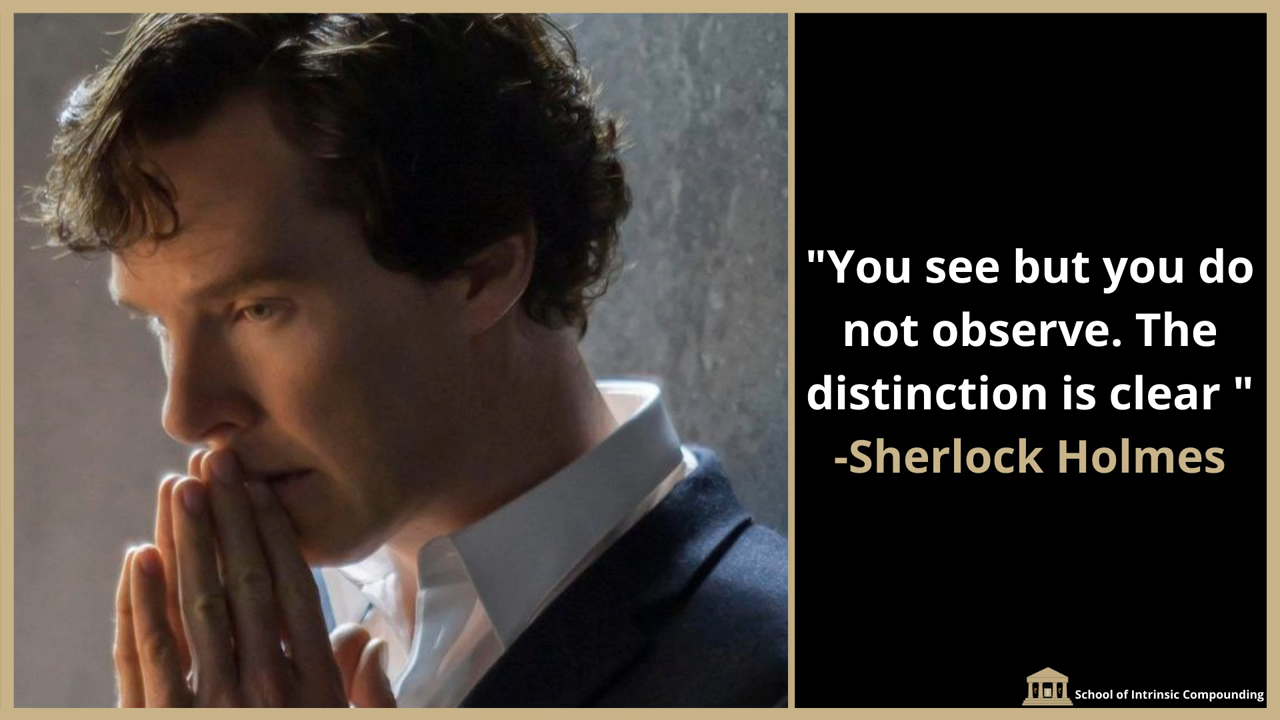 "You see but you do
not observe. The
distinction is clear "
-Sherlock Holmes
School of Intrinsic Compounding